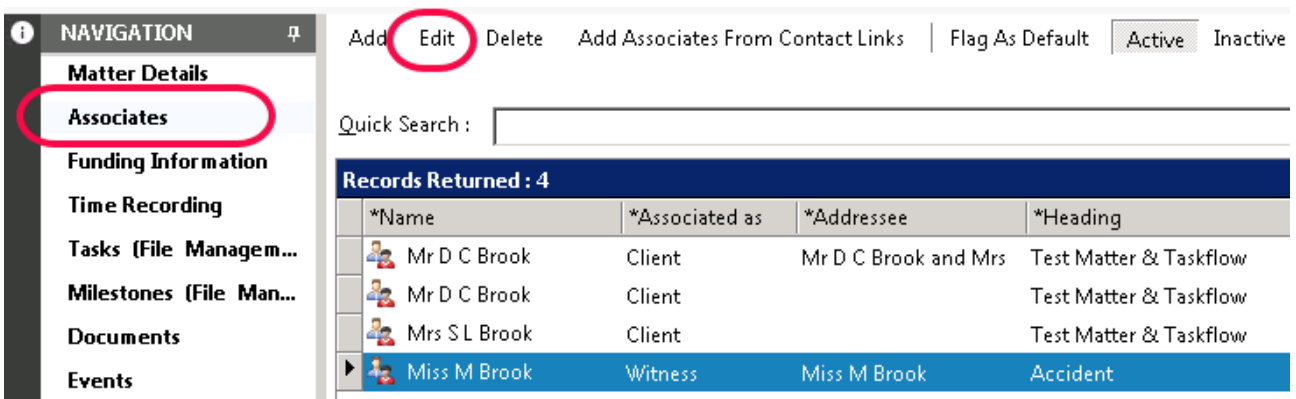 NAVIGATION
Matter Details
Associates
Funding Information
Time Recording
Tasks (File Managem...
Milestones (File Man...
Documents
Events
Add Edit Delete Add Associates From Contact Links Flag As Default Active Inactive
Quick Search :
Records Returned : 4
*Name *Associated as *Addressee *Heading
Mr D C Brook Client Mr D C Brook and Mrs Test Matter & Taskflow
Mr D C Brook Client Test Matter & Taskflow
Mrs S L Brook Client Test Matter & Taskflow
Miss M Brook Witness Miss M Brook Accident